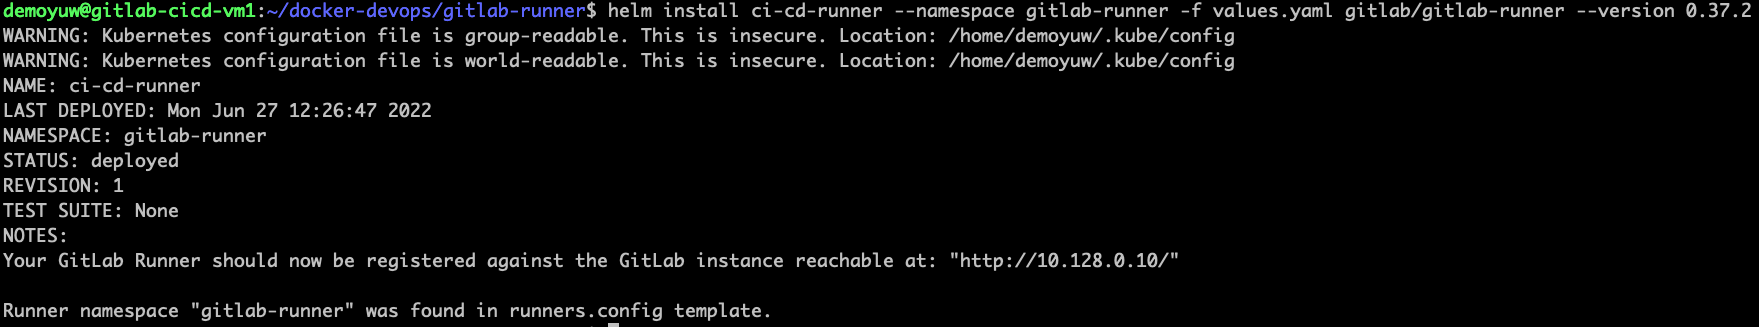 demoyuw@gitlab-cicd-vm1:~/docker-devops/gitlab-runner$ helm install ci-cd-runner --namespace gitlab-runner -f values.yaml gitlab/gitlab-runner --version 0.37.2
WARNING: Kubernetes configuration file is group-readable. This is insecure. Location: /home/demoyuw/.kube/config
WARNING: Kubernetes configuration file is world-readable. This is insecure. Location: /home/demoyuw/.kube/config
NAME: ci-cd-runner
LAST DEPLOYED: Mon Jun 27 12:26:47 2022
NAMESPACE: gitlab-runner
STATUS: deployed
REVISION: 1
TEST SUITE: None
NOTES:
Your GitLab Runner should now be registered against the GitLab instance reachable at: "http://10.128.0.10/"
Runner namespace "gitlab-runner" was found in runners.config template.